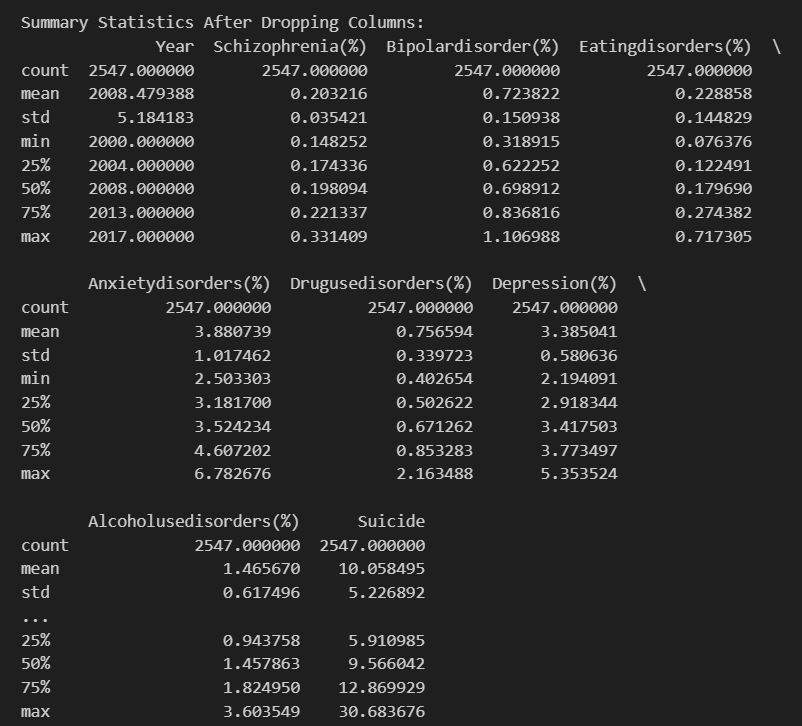 Summary Statistics After Dropping Columns:
              Year  Schizophrenia(%)  Bipolardisorder(%)  Eatingdisorders(%)  \
count  2547.000000       2547.000000         2547.000000         2547.000000
mean   2008.479388          0.203216            0.723822            0.228858
std       5.184183          0.035421            0.150938            0.144829
min    2000.000000          0.148252            0.318915            0.076376
25%    2004.000000          0.174336            0.622252            0.122491
50%    2008.000000          0.198094            0.698912            0.179690
75%    2013.000000          0.221337            0.836816            0.274382
max    2017.000000          0.331409            1.106988            0.717305

       Anxietydisorders(%)  Drugusedisorders(%)  Depression(%)  \
count          2547.000000          2547.000000    2547.000000
mean              3.880739             0.756594       3.385041
std               1.017462             0.339723       0.580636
min               2.503303             0.402654       2.194091
25%               3.181700             0.502622       2.918344
50%               3.524234             0.671262       3.417503
75%               4.607202             0.853283       3.773497
max               6.782676             2.163488       5.353524

       Alcoholusedisorders(%)      Suicide
count             2547.000000  2547.000000
mean                 1.465670    10.058495
std                  0.617496     5.226892
...
25%                  0.943758     5.910985
50%                  1.457863     9.566042
75%                  1.824950    12.869929
max                  3.603549    30.683676